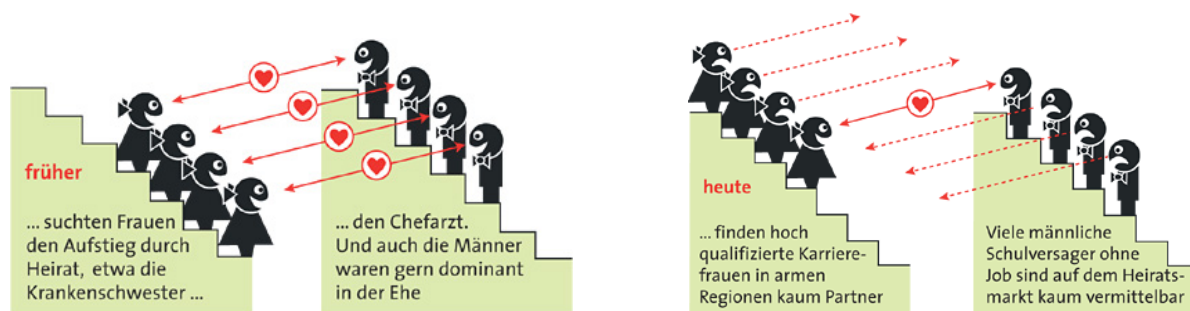 früher
... suchten Frauen
den Aufstieg durch
Heirat, etwa die
Krankenschwester ...
... den Chefarzt.
Und auch die Männer
waren gern dominant
in der Ehe
heute
... finden hoch
qualifizierte Karriere-
frauen in armen
Regionen kaum Partner
Viele männliche
Schulversager ohne
Job sind auf dem Heirats-
markt kaum vermittelbar